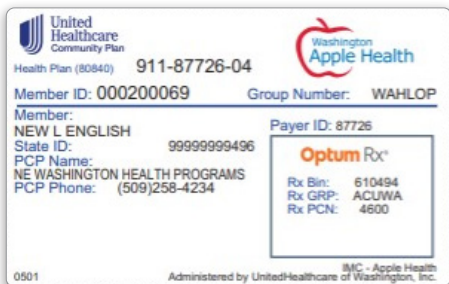 United
Healthcare
Community Plan
Washington
Apple Health
Health Plan (80840) 911-87726-04
Member ID: 000200069 Group Number: WAHLOP
Member:
NEW L ENGLISH
State ID: 99999999496
PCP Name:
NE WASHINGTON HEALTH PROGRAMS
PCP Phone: (509)258-4234
Payer ID: 87726
Optum Rx®
Rx Bin: 610494
Rx GRP: ACUWA
Rx PCN: 4600
IMC - Apple Health
0501 Administered by UnitedHealthcare of Washington, Inc.